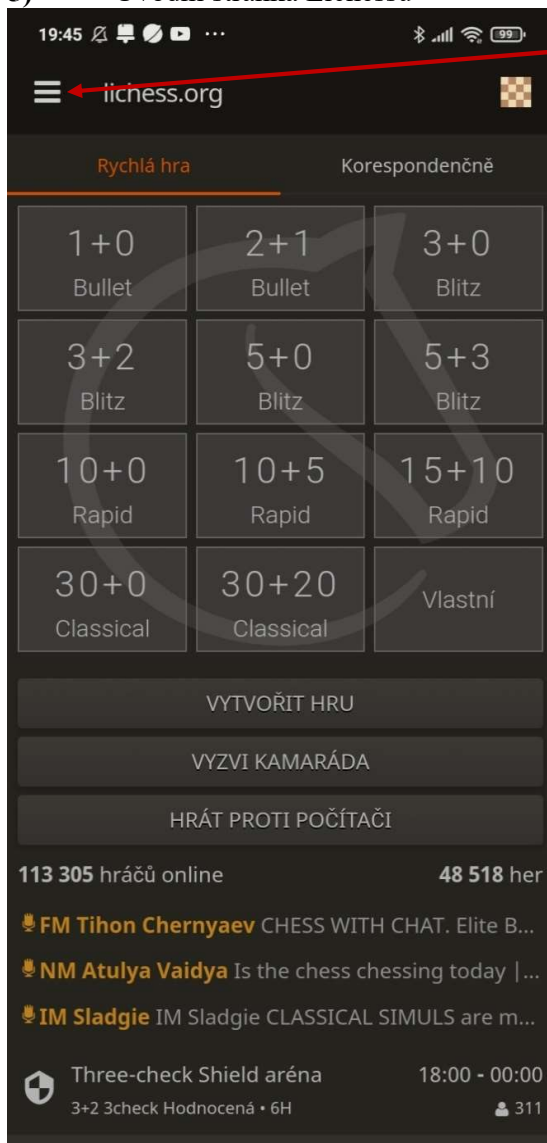 19:45 ...
99
lichess.org
Rychlá hra Korespondenčně
1+0 2+1 3+0
Bullet Bullet Blitz
3+2 5+0 5+3
Blitz Blitz Blitz
10+0 10+5 15+10
Rapid Rapid Rapid
30+0 30+20 Vlastní
Classical Classical
VYTVOŘIT HRU
VYZVI KAMARÁDA
HRÁT PROTI POČÍTAČI
113 305 hráčů online 48 518 her
FM Tihon Chernyaev CHESS WITH CHAT. Elite B...
NM Atulya Vaidya Is the chess chessing today |...
IM Sladgie IM Sladgie CLASSICAL SIMULS are m...
Three-check Shield aréna 18:00 - 00:00
3+2 3check Hodnocená • 6H 311